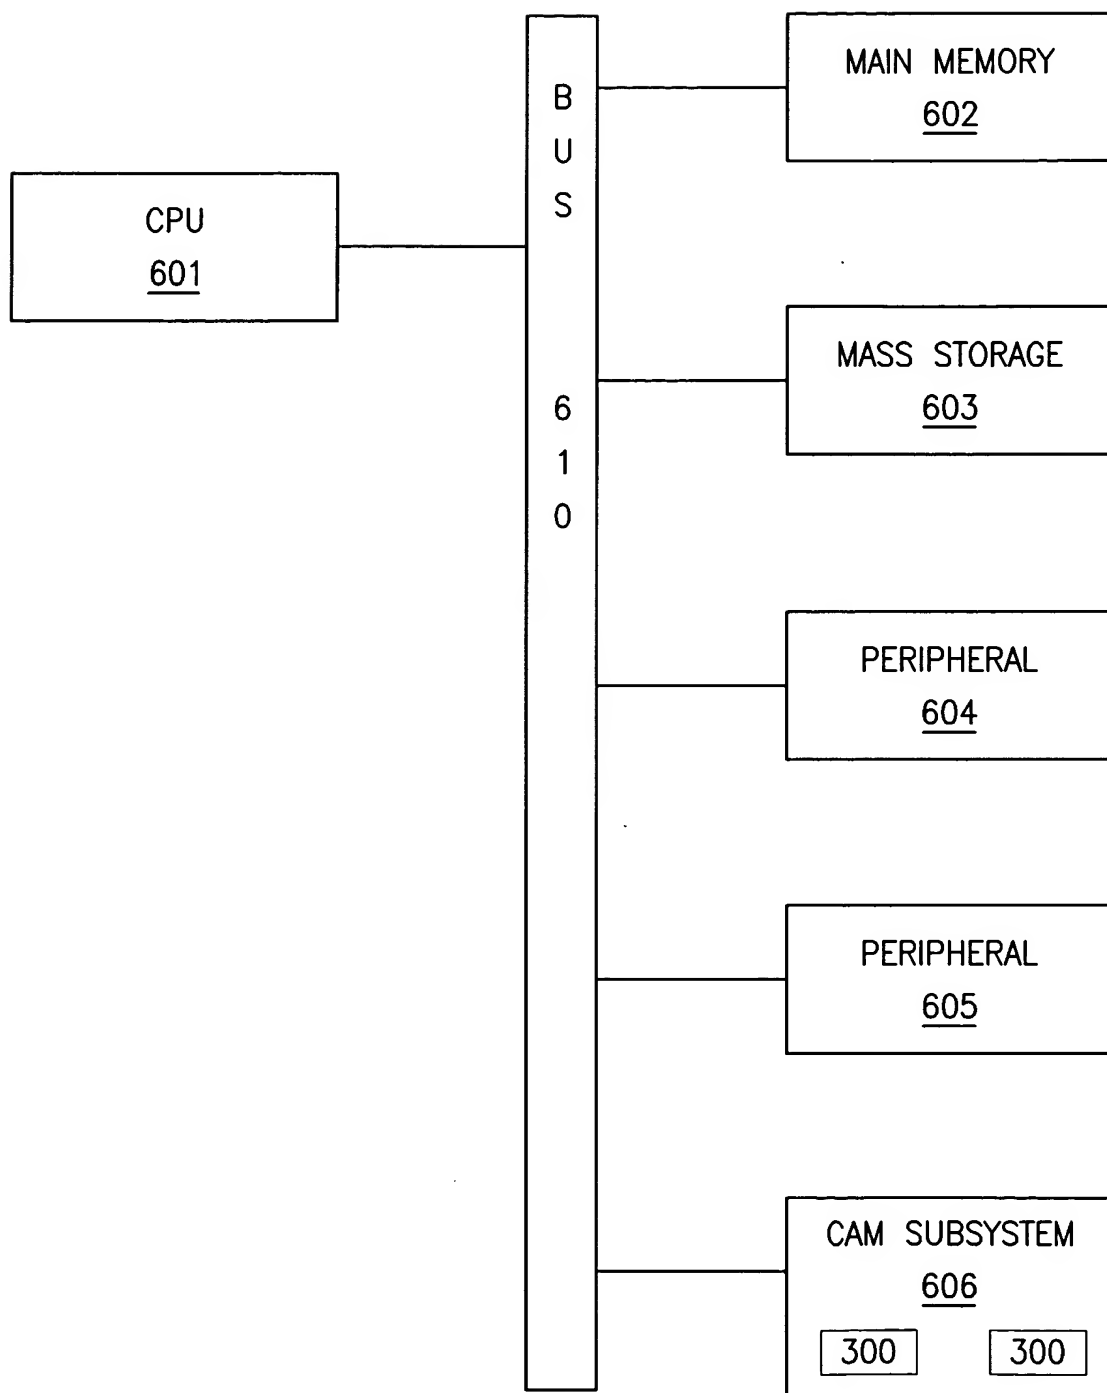 CPU
601
B
U
S
6
1
0
MAIN MEMORY
602
MASS STORAGE
603
PERIPHERAL
604
PERIPHERAL
605
CAM SUBSYSTEM
606
300 300